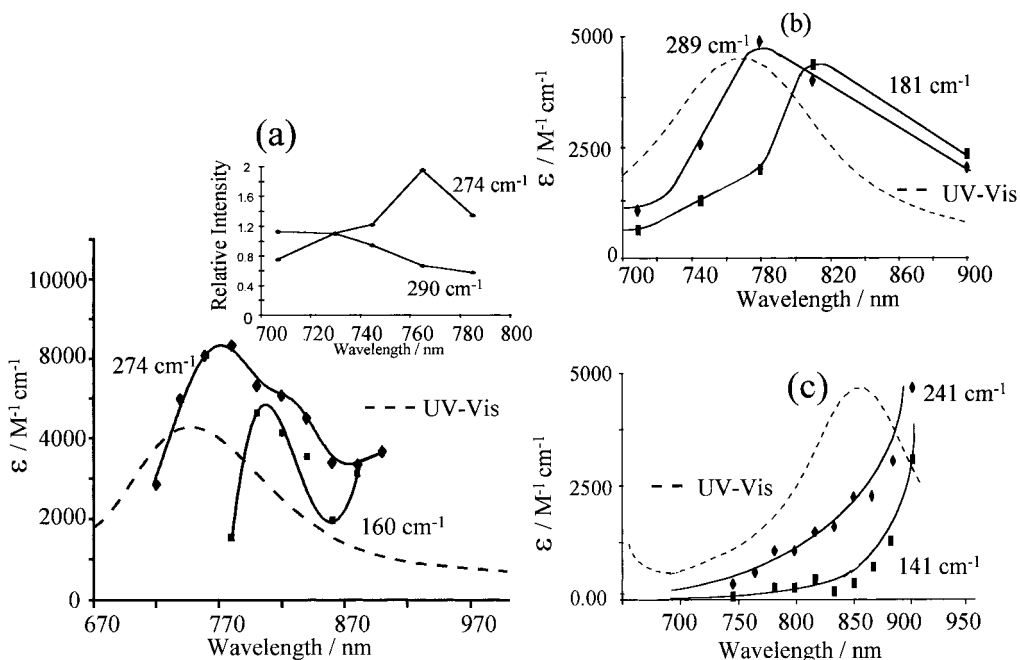 (a)
Relative Intensity
2
1.6
1.2
0.8
0.4
0
274 cm-1
290 cm-1
700 720 740 760 780 800
Wavelength / nm
ε / M-1 cm-1
10000
8000
6000
4000
2000
0
274 cm-1
UV-Vis
160 cm-1
670 770 870 970
Wavelength / nm
(b)
ε / M-1 cm-1
5000
2500
0
289 cm-1
181 cm-1
UV-Vis
700 740 780 820 860 900
Wavelength / nm
(c)
ε / M-1 cm-1
5000
2500
0.00
241 cm-1
UV-Vis
141 cm-1
700 750 800 850 900 950
Wavelength / nm